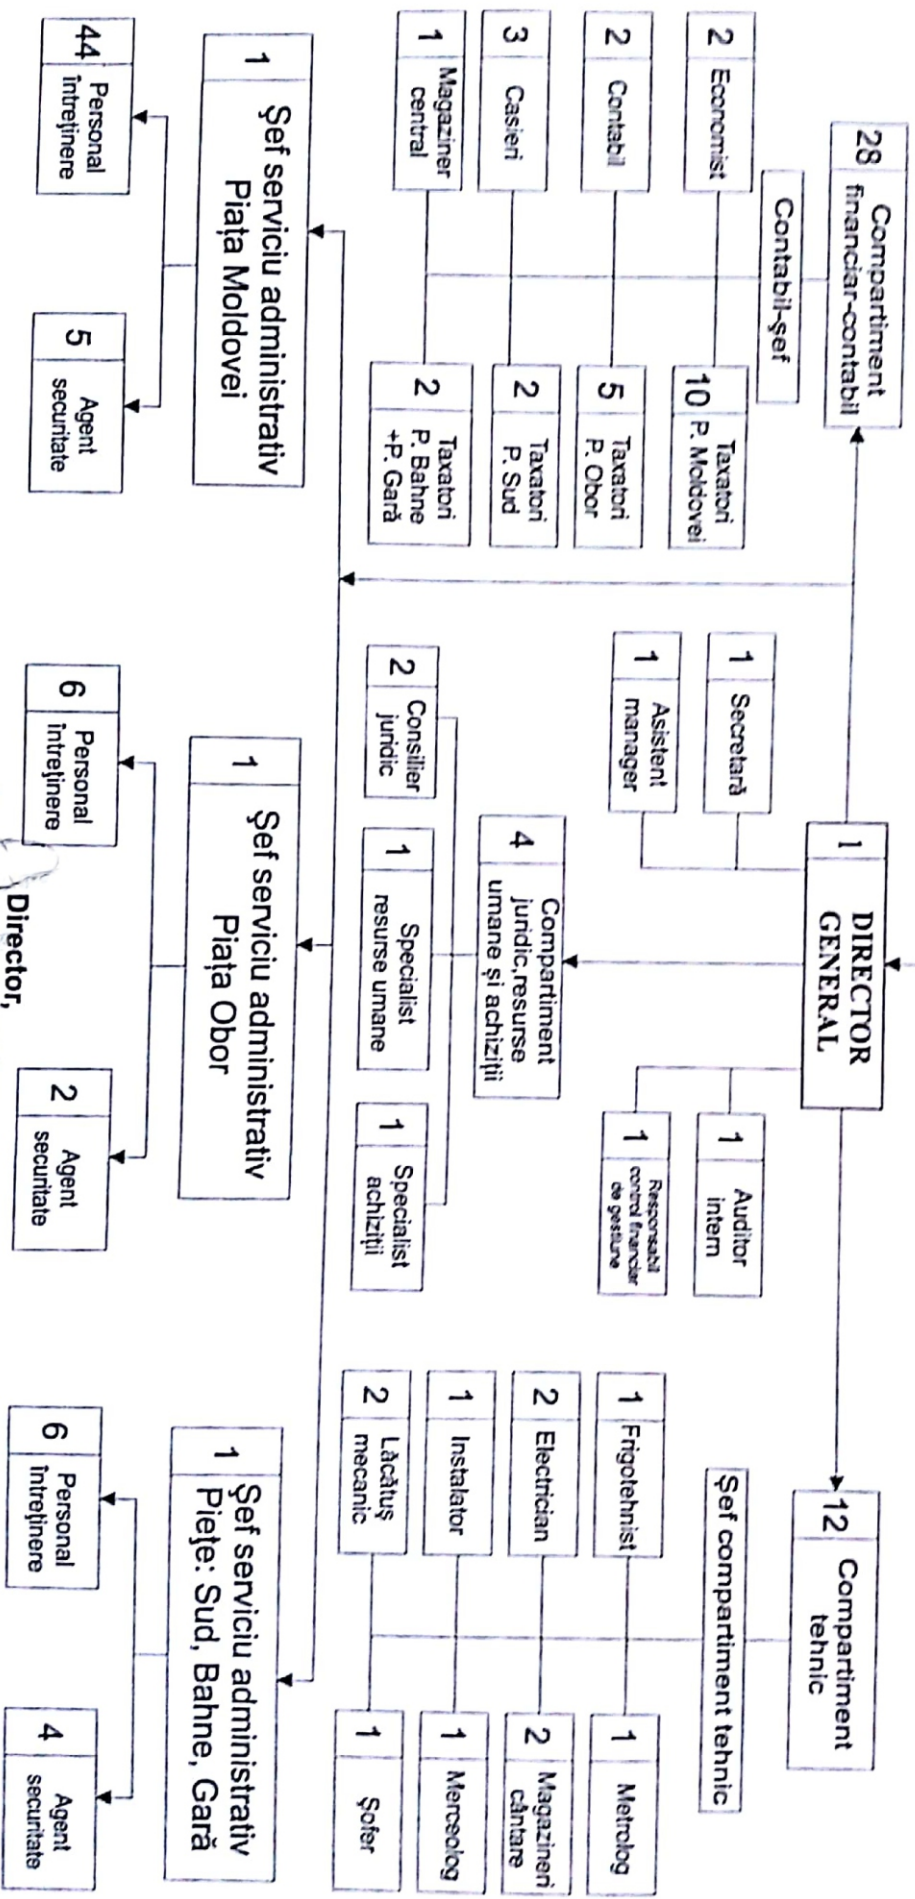 1
DIRECTOR
GENERAL
28
Compartiment
financiar-contabil
Contabil-şef
2
Economist
10
Taxatori
P. Moldovei
2
Contabil
5
Taxatori
P. Obor
3
Casieri
2
Taxatori
P. Sud
1
Magaziner
central
2
Taxatori
P. Bahne
+P. Gară
1
Secretară
1
Asistent
manager
1
Auditor
intern
1
Responsabil
control financiar
de gestiune
4
Compartiment
juridic,resurse
umane şi achiziţii
2
Consilier
juridic
1
Specialist
resurse umane
1
Specialist
achiziţii
12
Compartiment
tehnic
Şef compartiment tehnic
1
Frigotehnist
1
Metrolog
2
Electrician
2
Magazineri
cântare
1
Instalator
1
Merceolog
2
Lăcătuş
mecanic
1
Şofer
1
Şef serviciu administrativ
Piaţa Moldovei
44
Personal
întreţinere
5
Agent
securitate
1
Şef serviciu administrativ
Piaţa Obor
6
Personal
întreţinere
2
Agent
securitate
1
Şef serviciu administrativ
Pieţe: Sud, Bahne, Gară
6
Personal
întreţinere
4
Agent
securitate
Director,